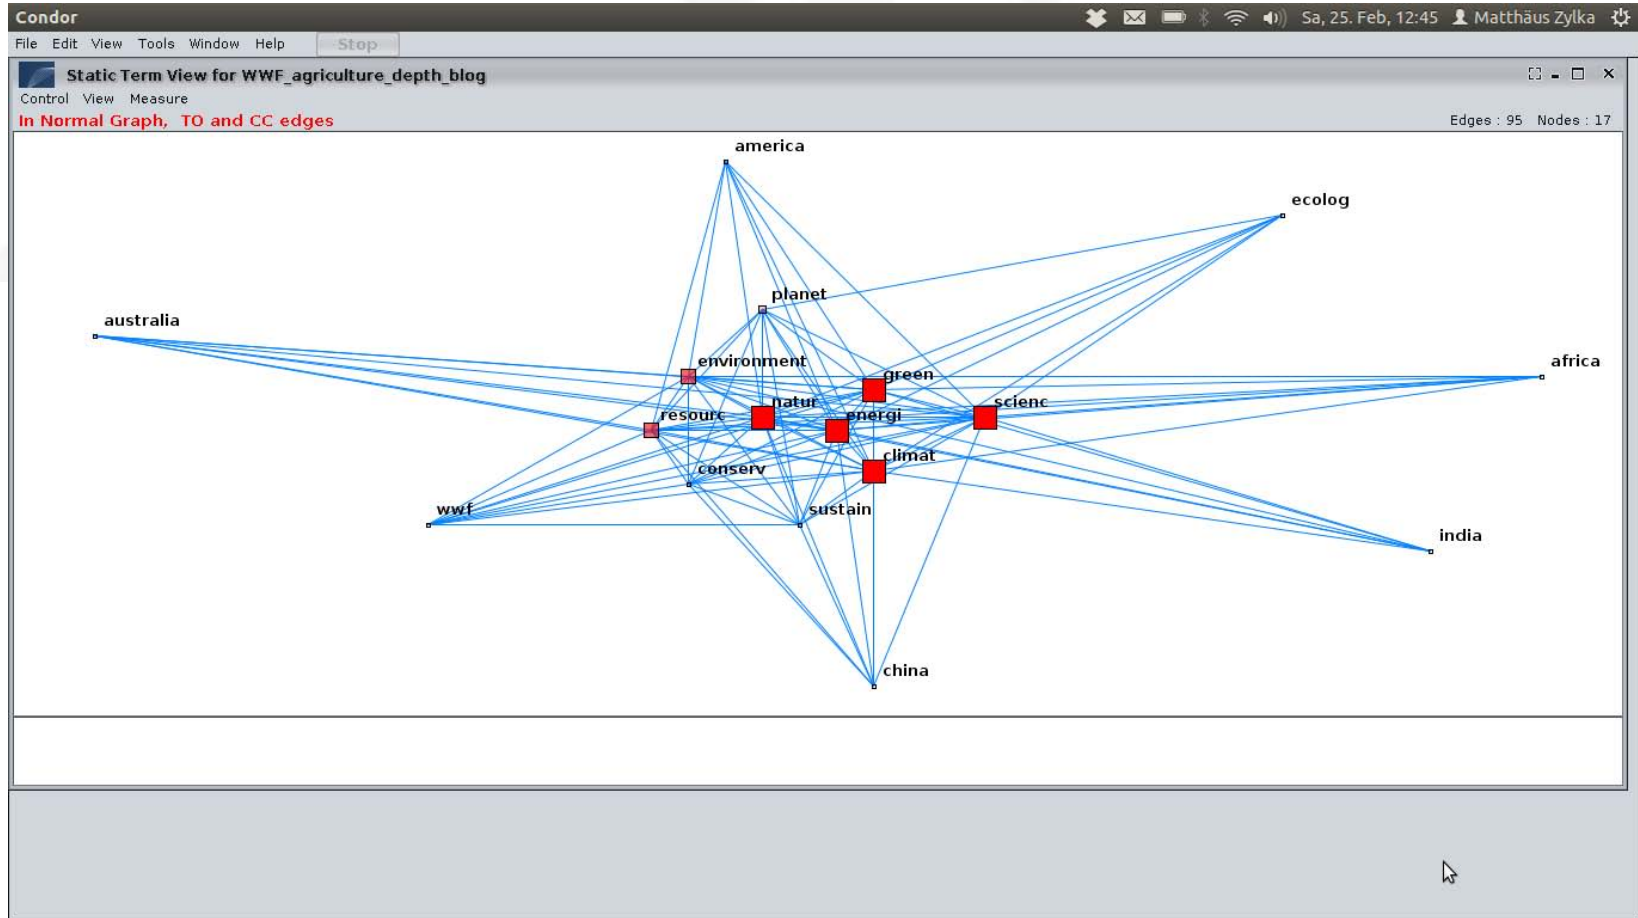 Condor
Sa, 25. Feb, 12:45 Matthäus Zylka
File Edit View Tools Window Help Stop
Static Term View for WWF_agriculture_depth_blog
Control View Measure
In Normal Graph, TO and CC edges
Edges : 95 Nodes : 17
america
ecolog
planet
australia
environment
africa
green
natur
scienc
resourc
energi
climat
conserv
wwf
sustain
india
china